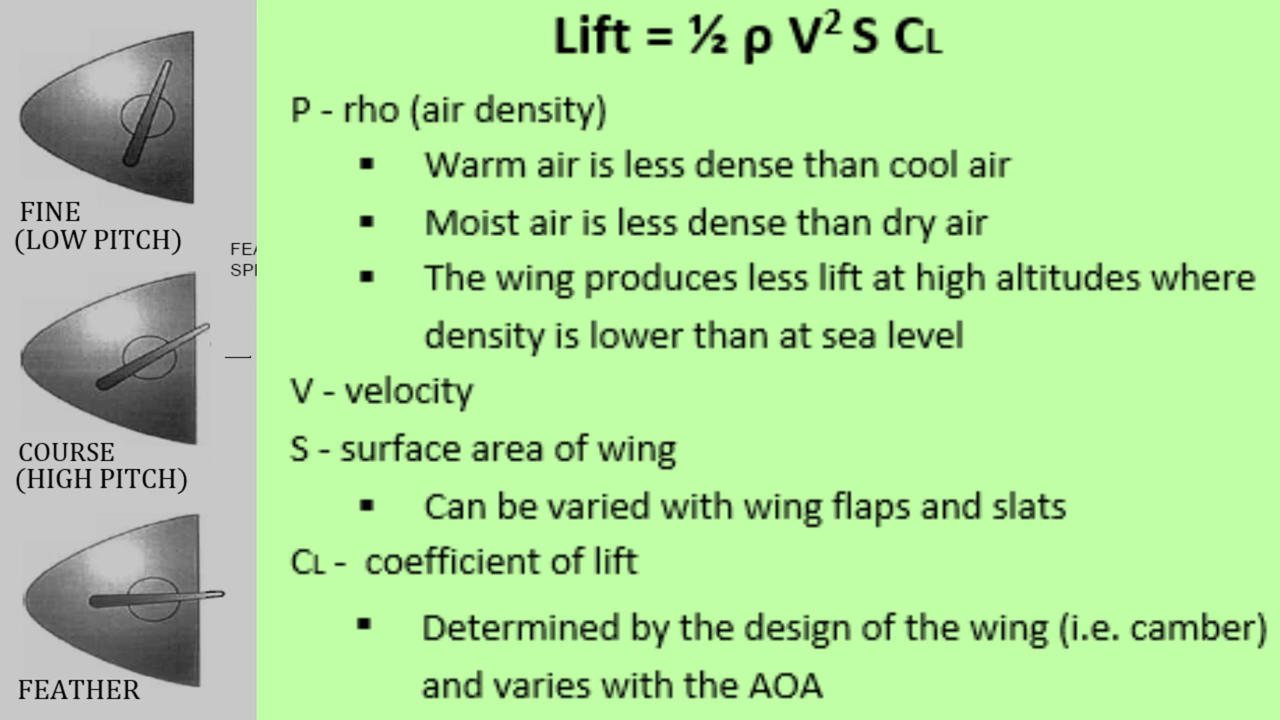 FINE
(LOW PITCH)
COURSE
(HIGH PITCH)
FEATHER
Lift = ½ ρ V² S CL
P - rho (air density)
▪ Warm air is less dense than cool air
▪ Moist air is less dense than dry air
▪ The wing produces less lift at high altitudes where
density is lower than at sea level
V - velocity
S - surface area of wing
▪ Can be varied with wing flaps and slats
CL - coefficient of lift
▪ Determined by the design of the wing (i.e. camber)
and varies with the AOA